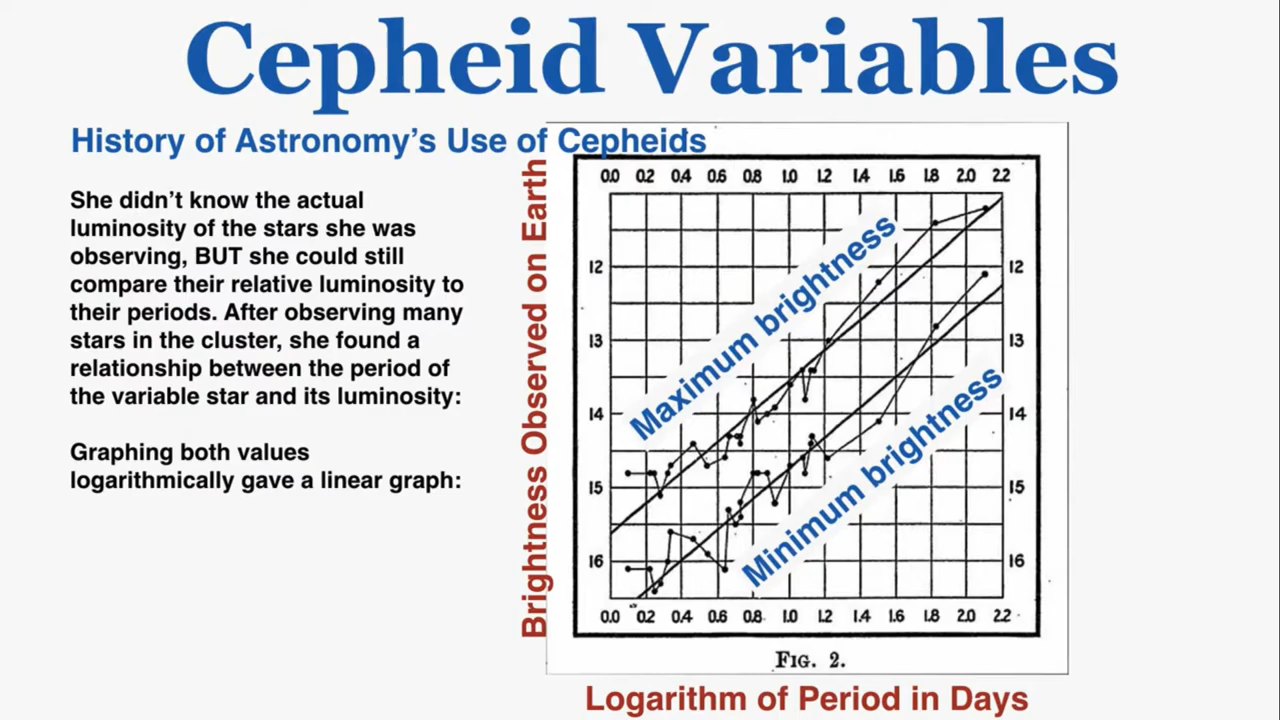 Cepheid Variables
History of Astronomy’s Use of Cepheids
She didn’t know the actual
luminosity of the stars she was
observing, BUT she could still
compare their relative luminosity to
their periods. After observing many
stars in the cluster, she found a
relationship between the period of
the variable star and its luminosity:
Graphing both values
logarithmically gave a linear graph:
Brightness Observed on Earth
0.0 0.2 0.4 0.6 0.8 1.0 1.2 1.4 1.6 1.8 2.0 2.2
12 12
13 13
14 14
15 15
16 16
Maximum brightness
Minimum brightness
0.0 0.2 0.4 0.6 0.8 1.0 1.2 1.4 1.6 1.8 2.0 2.2
FIG. 2.
Logarithm of Period in Days